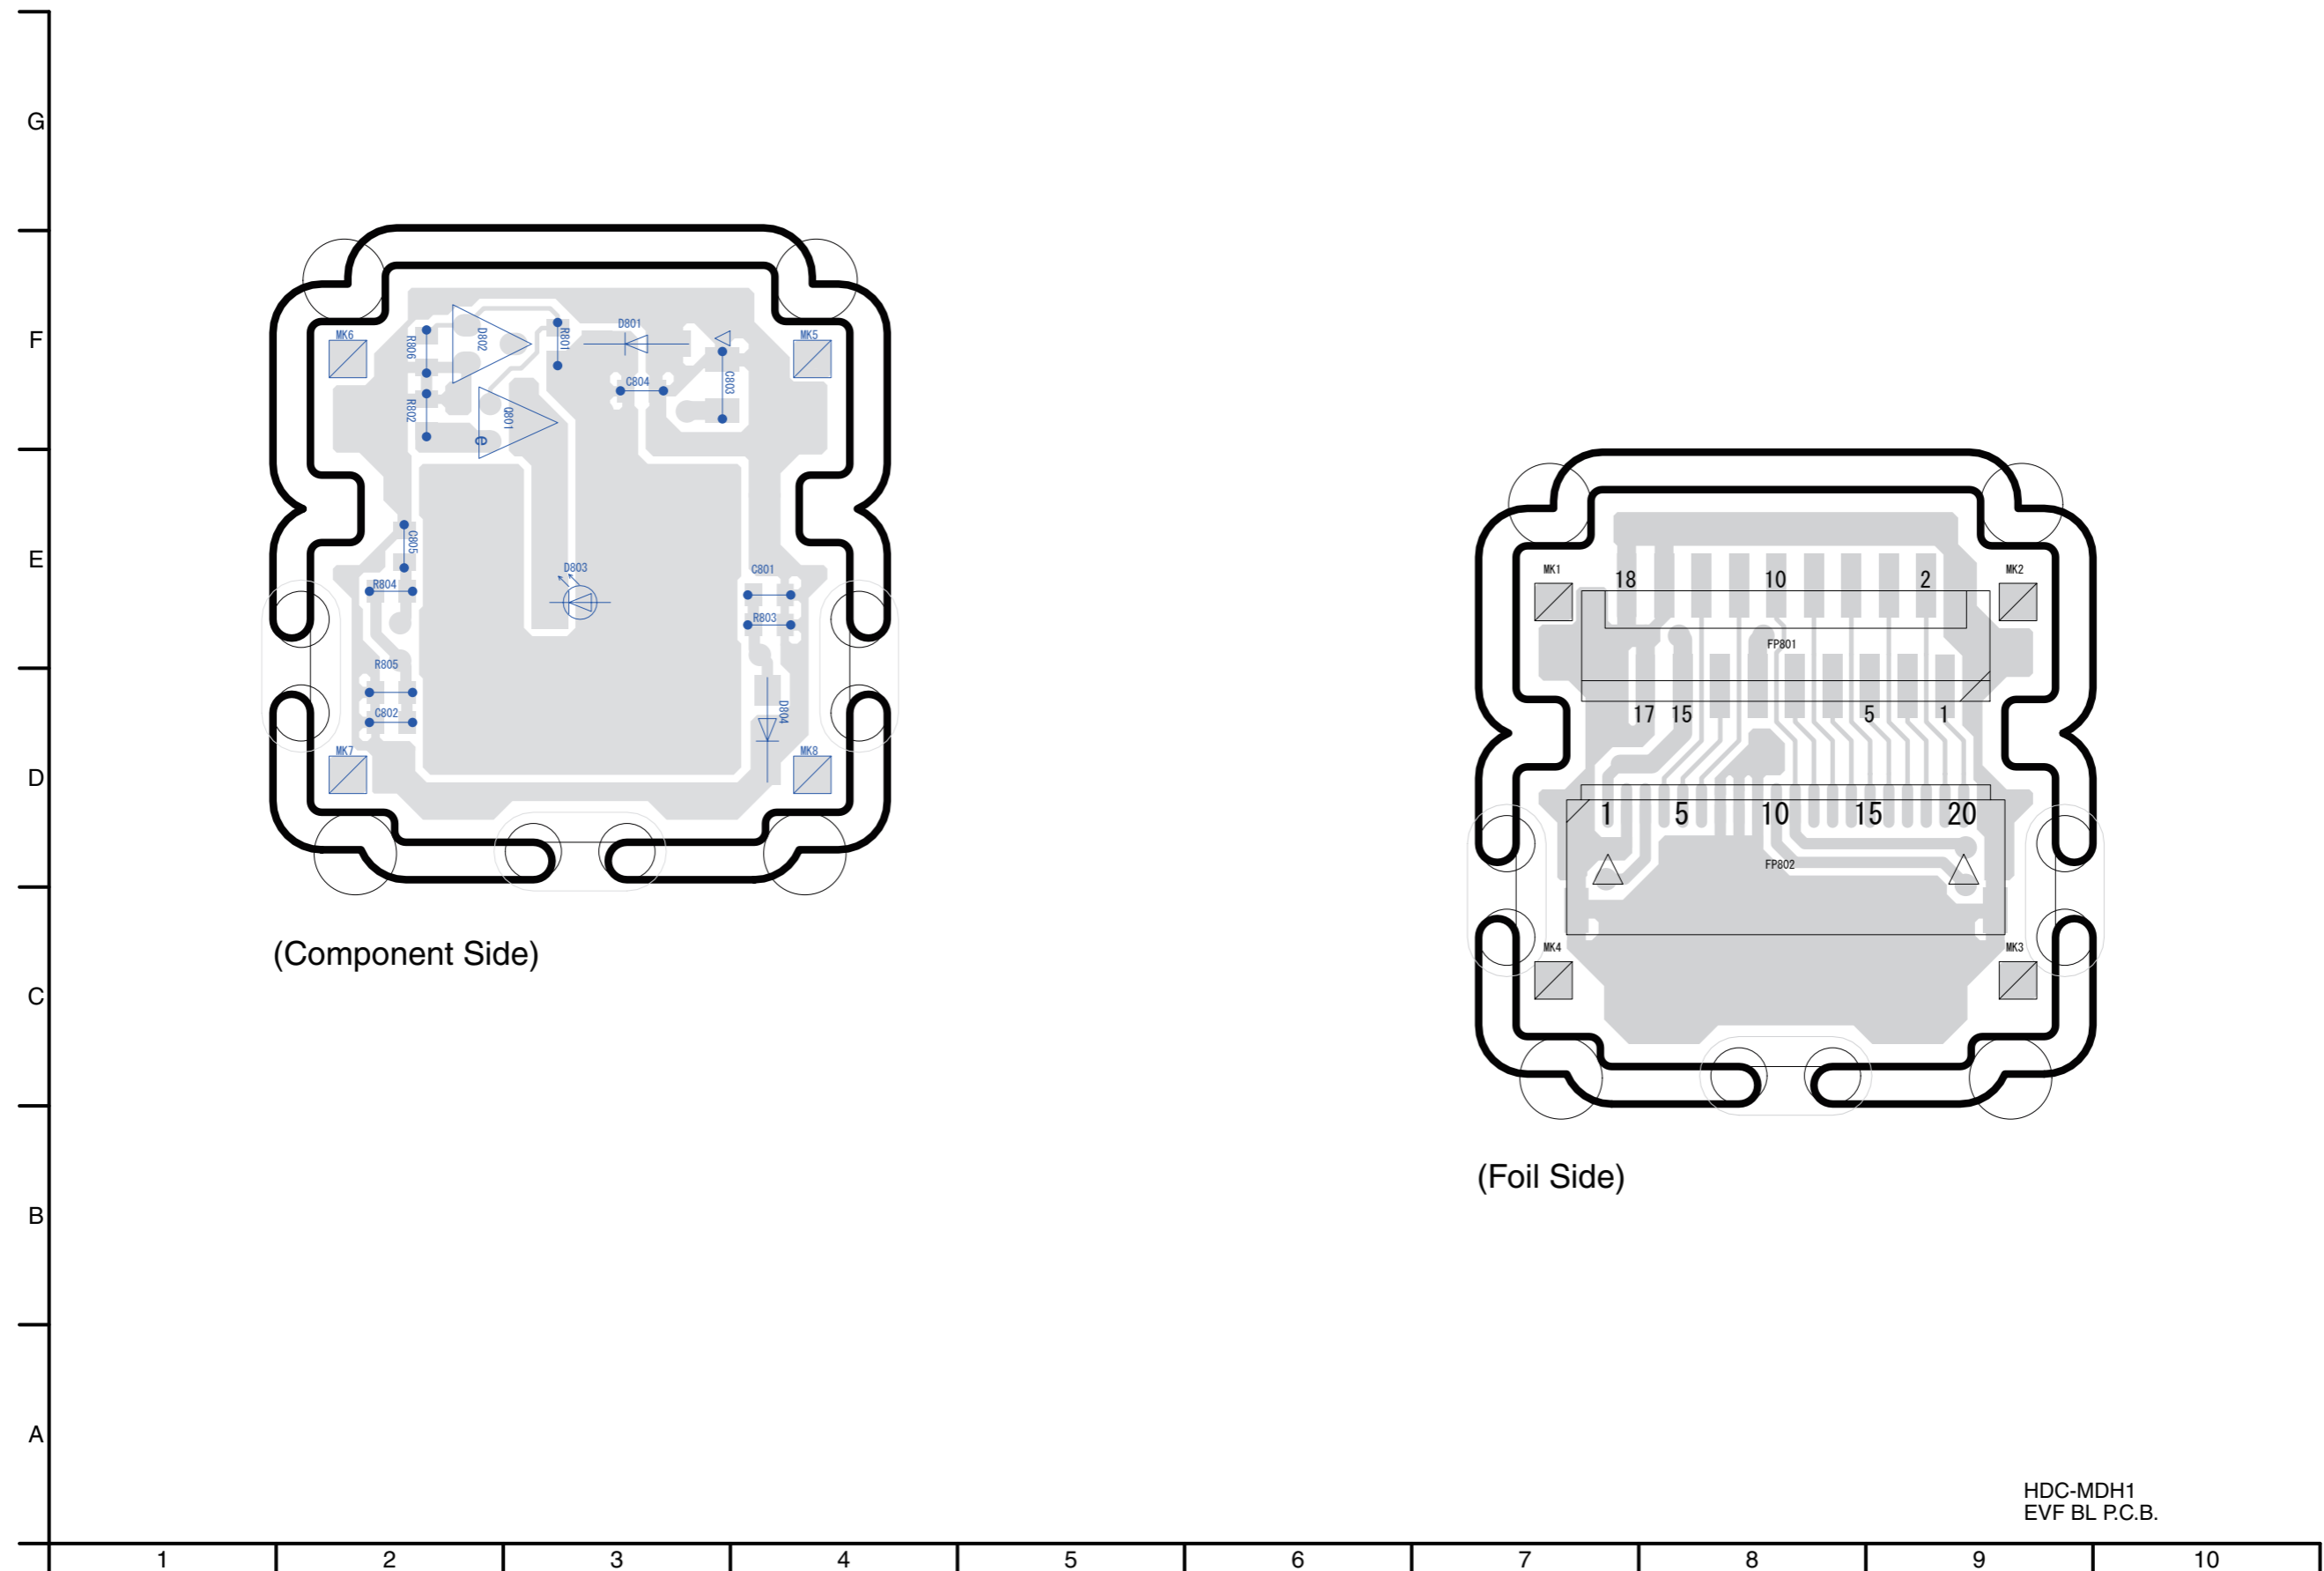 G
F
E
D
C
B
A
MK6
R806
D802
R801
D801
MK5
C804
C803
R802
Q801
e
C805
R804
D803
C801
R803
R805
C802
D804
MK7
MK8
(Component Side)
MK1
18
10
2
MK2
FP801
17
15
5
1
1
5
10
15
20
FP802
MK4
MK3
(Foil Side)
HDC-MDH1
EVF BL P.C.B.
1 2 3 4 5 6 7 8 9 10